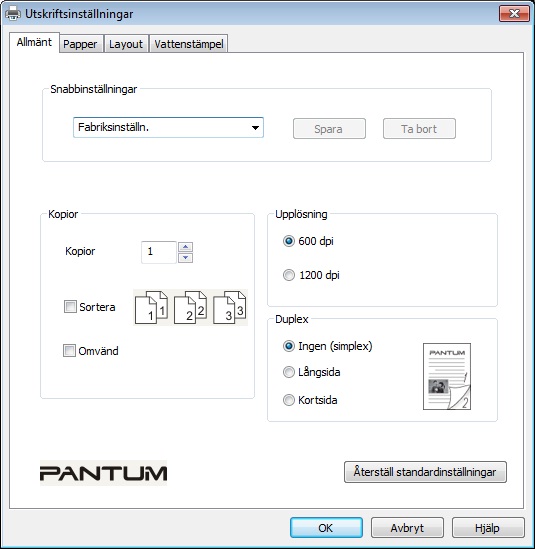 Utskriftsinställningar
Allmänt Papper Layout Vattenstämpel
Snabbinställningar
Fabriksinställn. Spara Ta bort
Kopior
Kopior 1
Sortera 1 1 2 2 3 3
Omvänd
Upplösning
600 dpi
1200 dpi
Duplex
Ingen (simplex)
Långsida
Kortsida
PANTUM
1
2
PANTUM
Återställ standardinställningar
OK Avbryt Hjälp